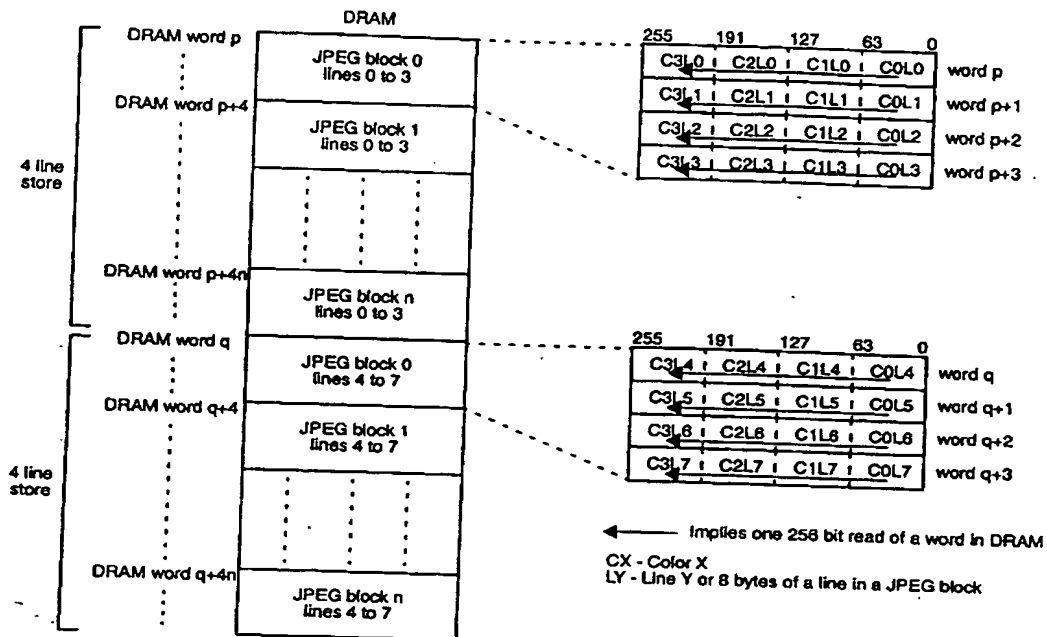 DRAM
DRAM word p
JPEG block 0
lines 0 to 3
DRAM word p+4
JPEG block 1
lines 0 to 3
4 line
store
DRAM word p+4n
JPEG block n
lines 0 to 3
DRAM word q
JPEG block 0
lines 4 to 7
DRAM word q+4
JPEG block 1
lines 4 to 7
4 line
store
DRAM word q+4n
JPEG block n
lines 4 to 7
255 191 127 63 0
C3L0 C2L0 C1L0 C0L0 word p
C3L1 C2L1 C1L1 C0L1 word p+1
C3L2 C2L2 C1L2 C0L2 word p+2
C3L3 C2L3 C1L3 C0L3 word p+3
255 191 127 63 0
C3L4 C2L4 C1L4 C0L4 word q
C3L5 C2L5 C1L5 C0L5 word q+1
C3L6 C2L6 C1L6 C0L6 word q+2
C3L7 C2L7 C1L7 C0L7 word q+3
Implies one 256 bit read of a word in DRAM
CX - Color X
LY - Line Y or 8 bytes of a line in a JPEG block